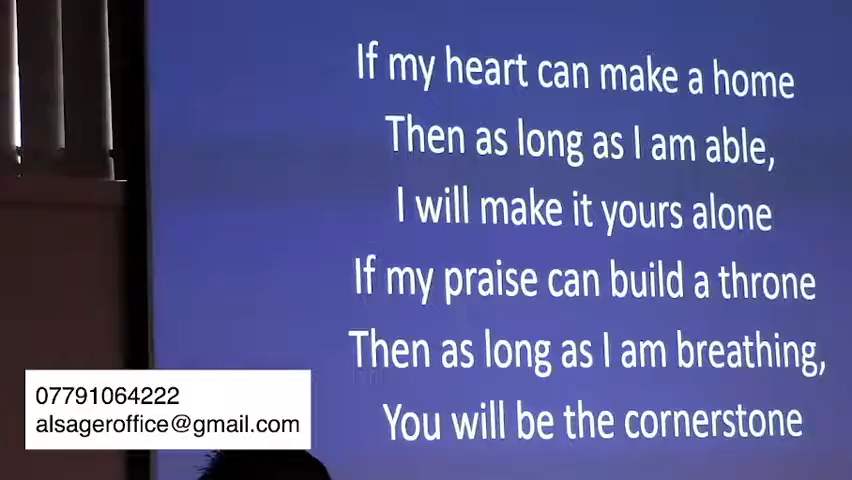 If my heart can make a home
Then as long as I am able,
I will make it yours alone
If my praise can build a throne
Then as long as I am breathing,
You will be the cornerstone
07791064222
alsageroffice@gmail.com